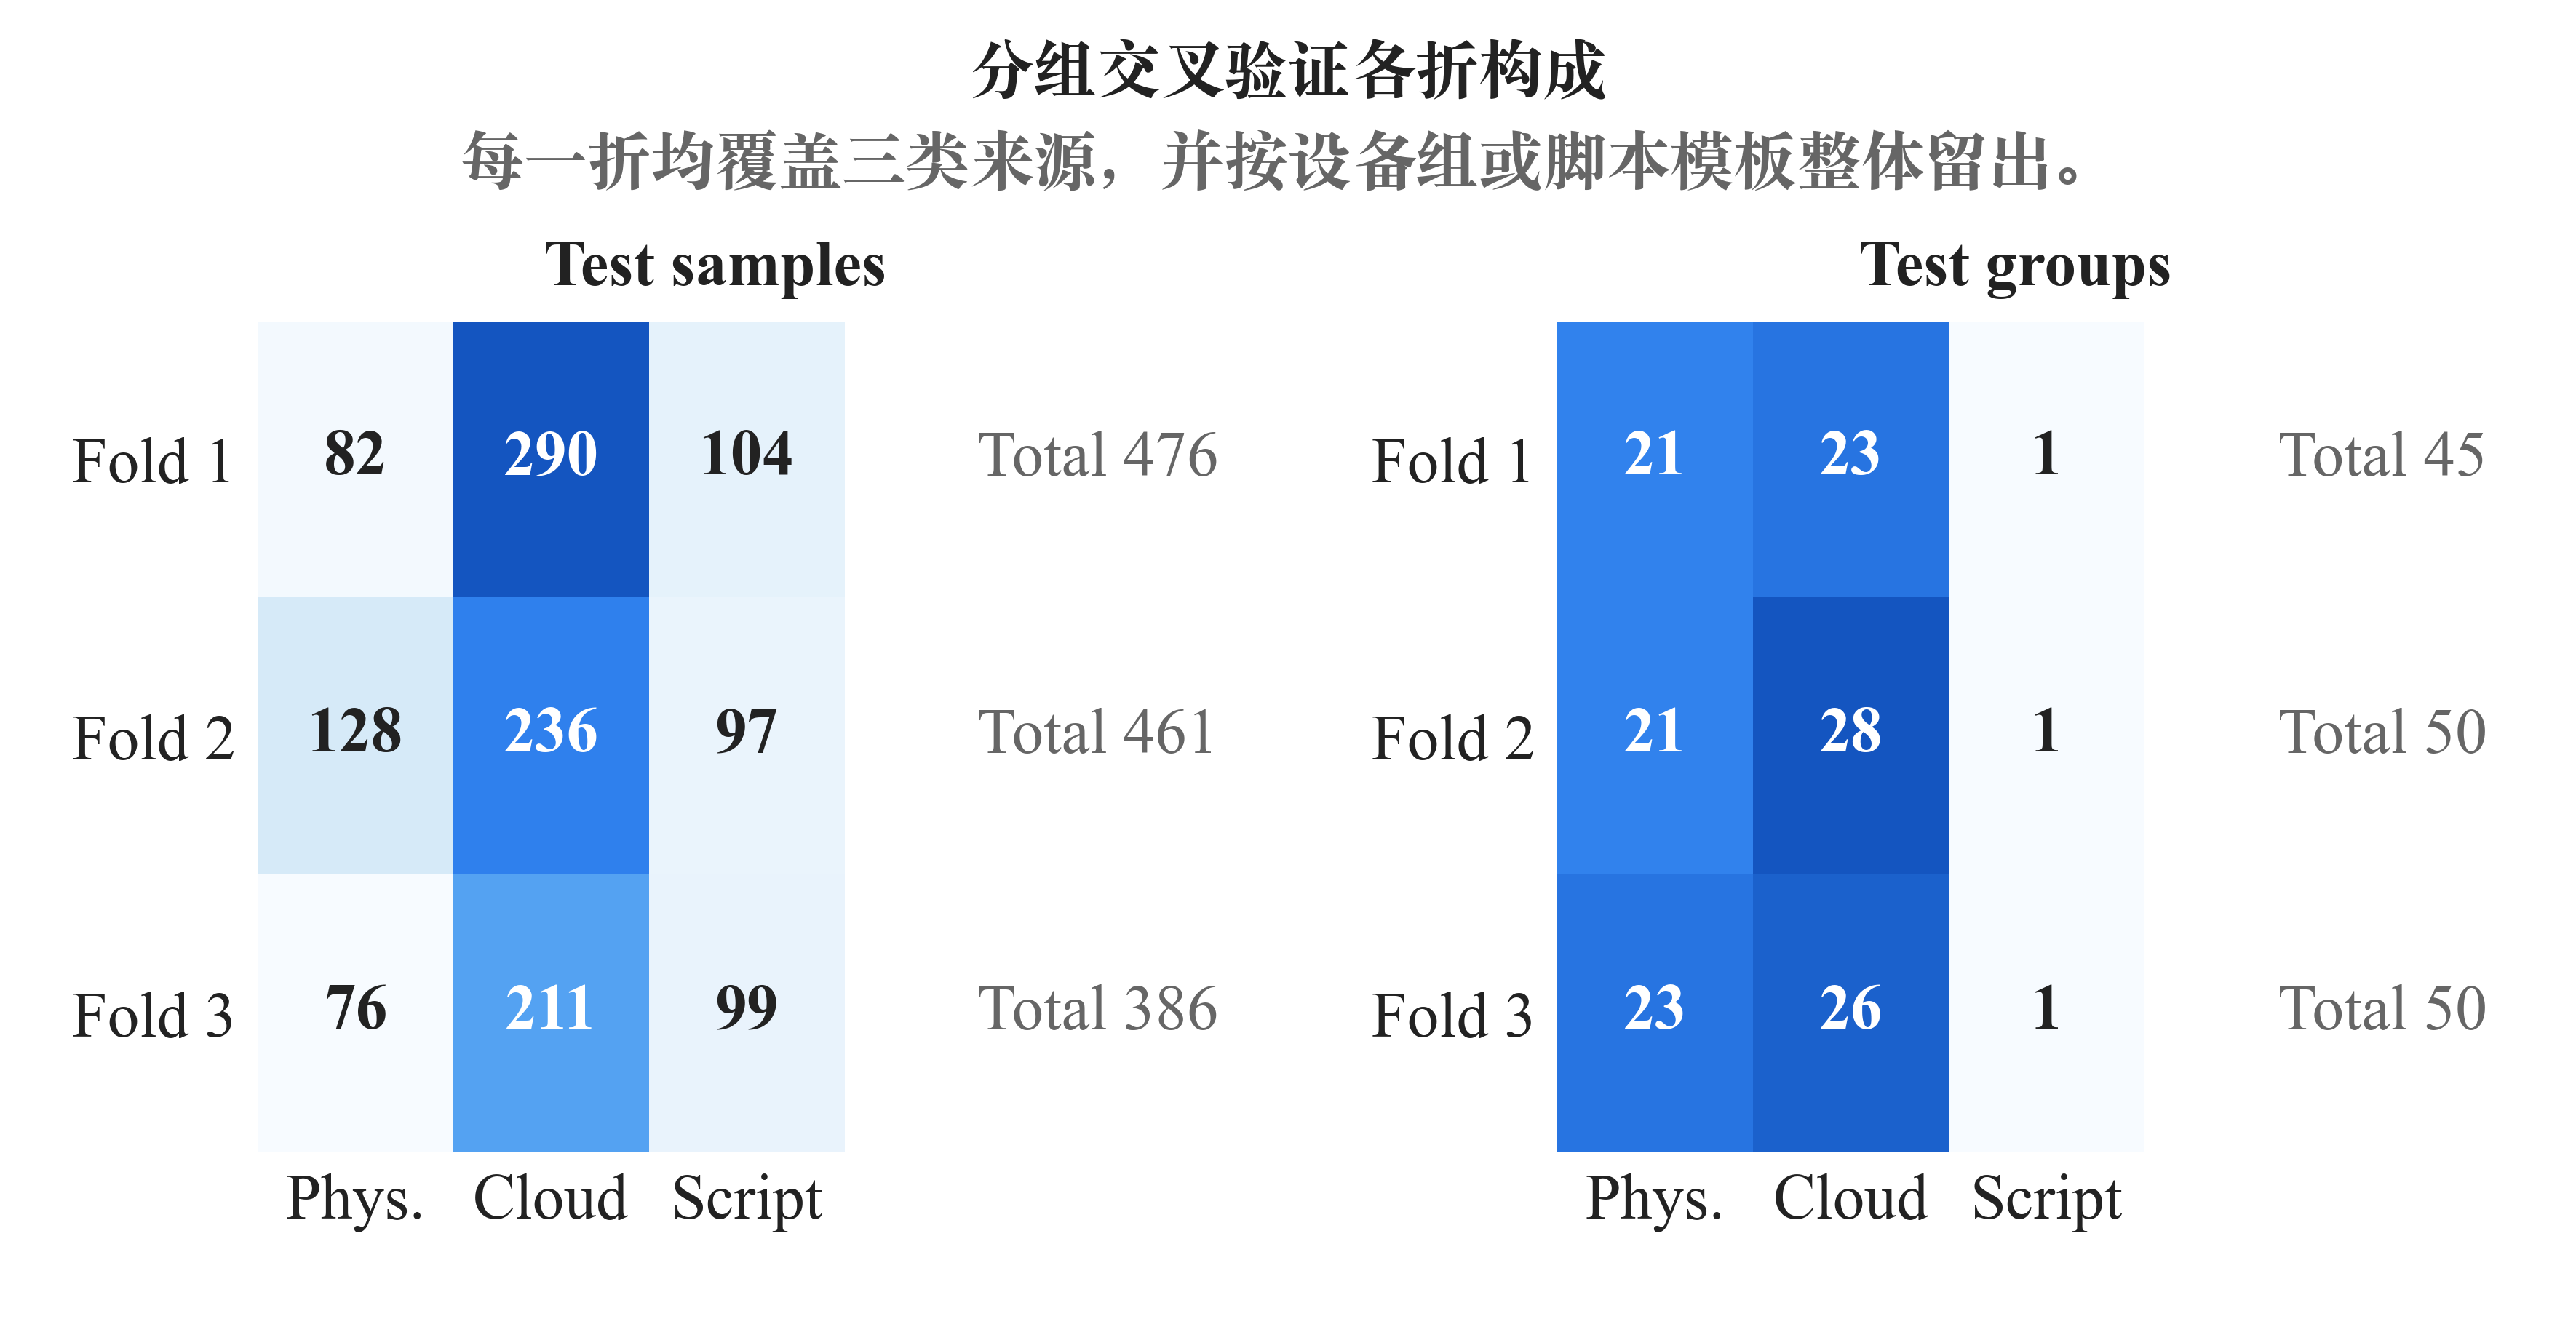 分组交叉验证各折构成
每一折均覆盖三类来源，并按设备组或脚本模板整体留出。
Test samples
Fold 1 82 290 104 Total 476
Fold 2 128 236 97 Total 461
Fold 3 76 211 99 Total 386
Phys. Cloud Script
Test groups
Fold 1 21 23 1 Total 45
Fold 2 21 28 1 Total 50
Fold 3 23 26 1 Total 50
Phys. Cloud Script